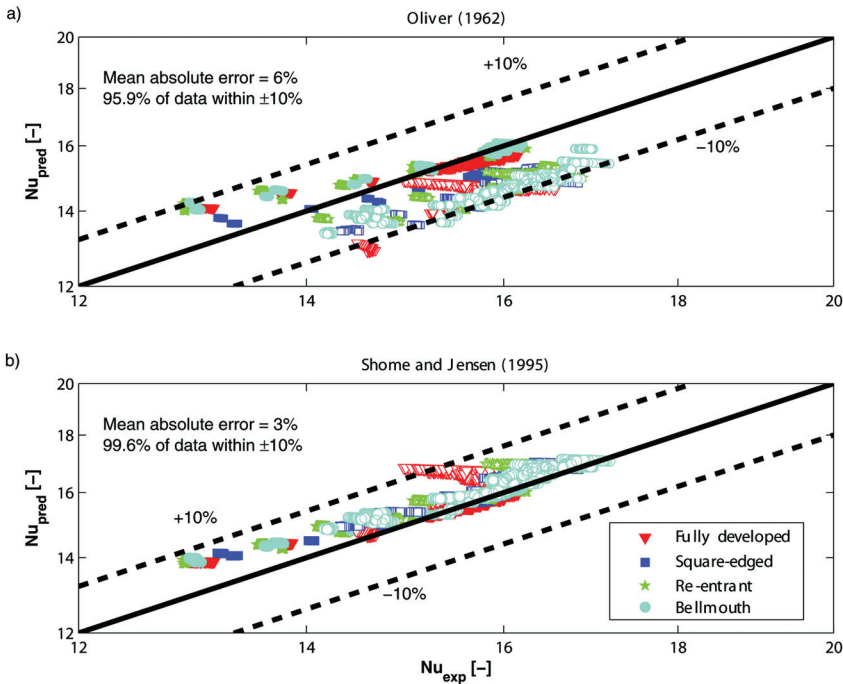 a)
Oliver (1962)
20
18
16
14
12
Nu_pred [–]
Mean absolute error = 6%
95.9% of data within ±10%
+10%
−10%
12 14 16 18 20
b)
Shome and Jensen (1995)
20
18
16
14
12
Nu_pred [–]
Mean absolute error = 3%
99.6% of data within ±10%
+10%
−10%
Fully developed
Square-edged
Re-entrant
Bellmouth
12 14 16 18 20
Nu_exp [–]